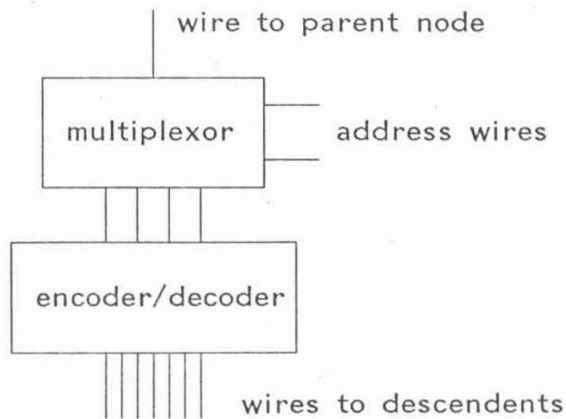 wire to parent node
multiplexor
address wires
encoder/decoder
wires to descendents